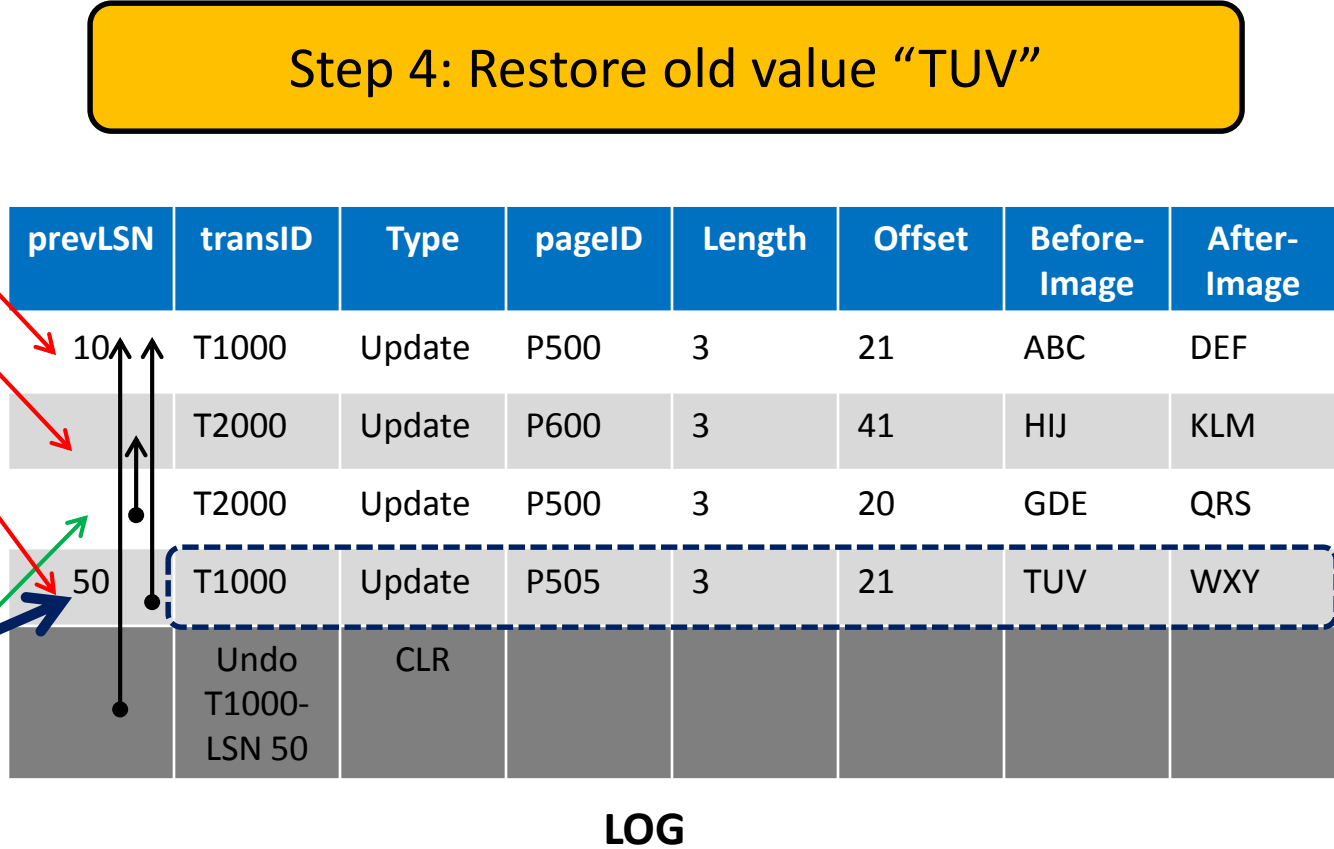 Step 4: Restore old value “TUV”
prevLSN transID Type pageID Length Offset Before-Image After-Image
10 T1000 Update P500 3 21 ABC DEF
T2000 Update P600 3 41 HIJ KLM
T2000 Update P500 3 20 GDE QRS
50 T1000 Update P505 3 21 TUV WXY
Undo T1000-LSN 50 CLR
LOG